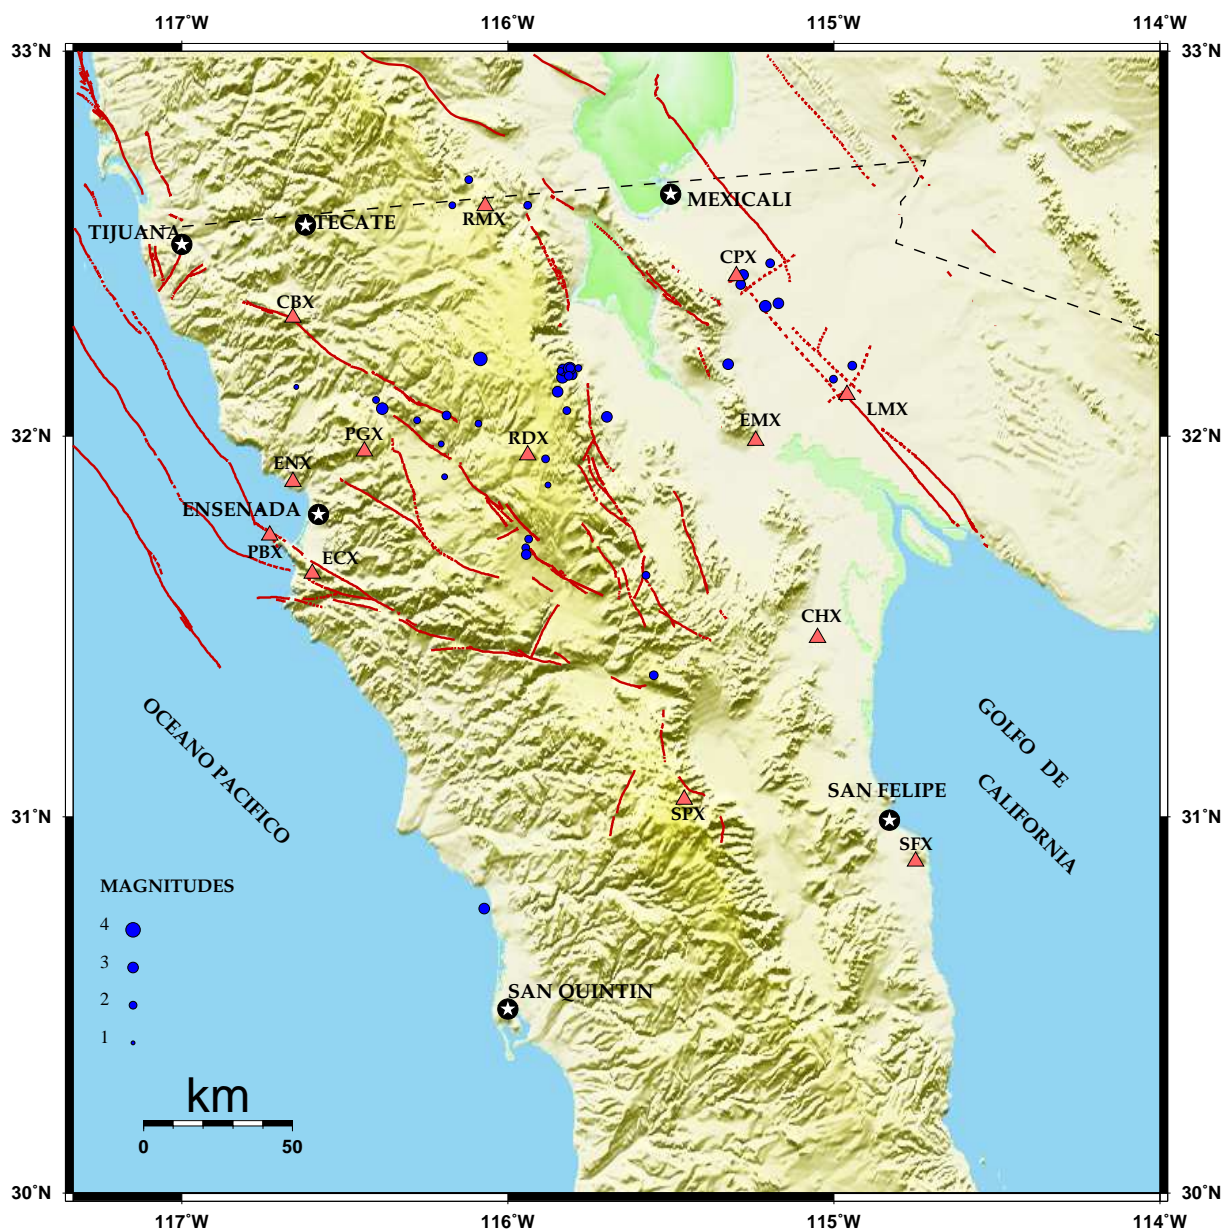 117°W 116°W 115°W 114°W
33°N 33°N
MEXICALI
RMX
TECATE
TIJUANA
CPX
CBX
LMX
EMX
PGX
RDX
32°N 32°N
ENX
ENSENADA
PBX
ECX
CHX
OCEANO PACIFICO
GOLFO DE
CALIFORNIA
SAN FELIPE
31°N 31°N
SPX
SFX
MAGNITUDES
4
3
2
1
SAN QUINTIN
km
0 50
30°N 30°N
117°W 116°W 115°W 114°W